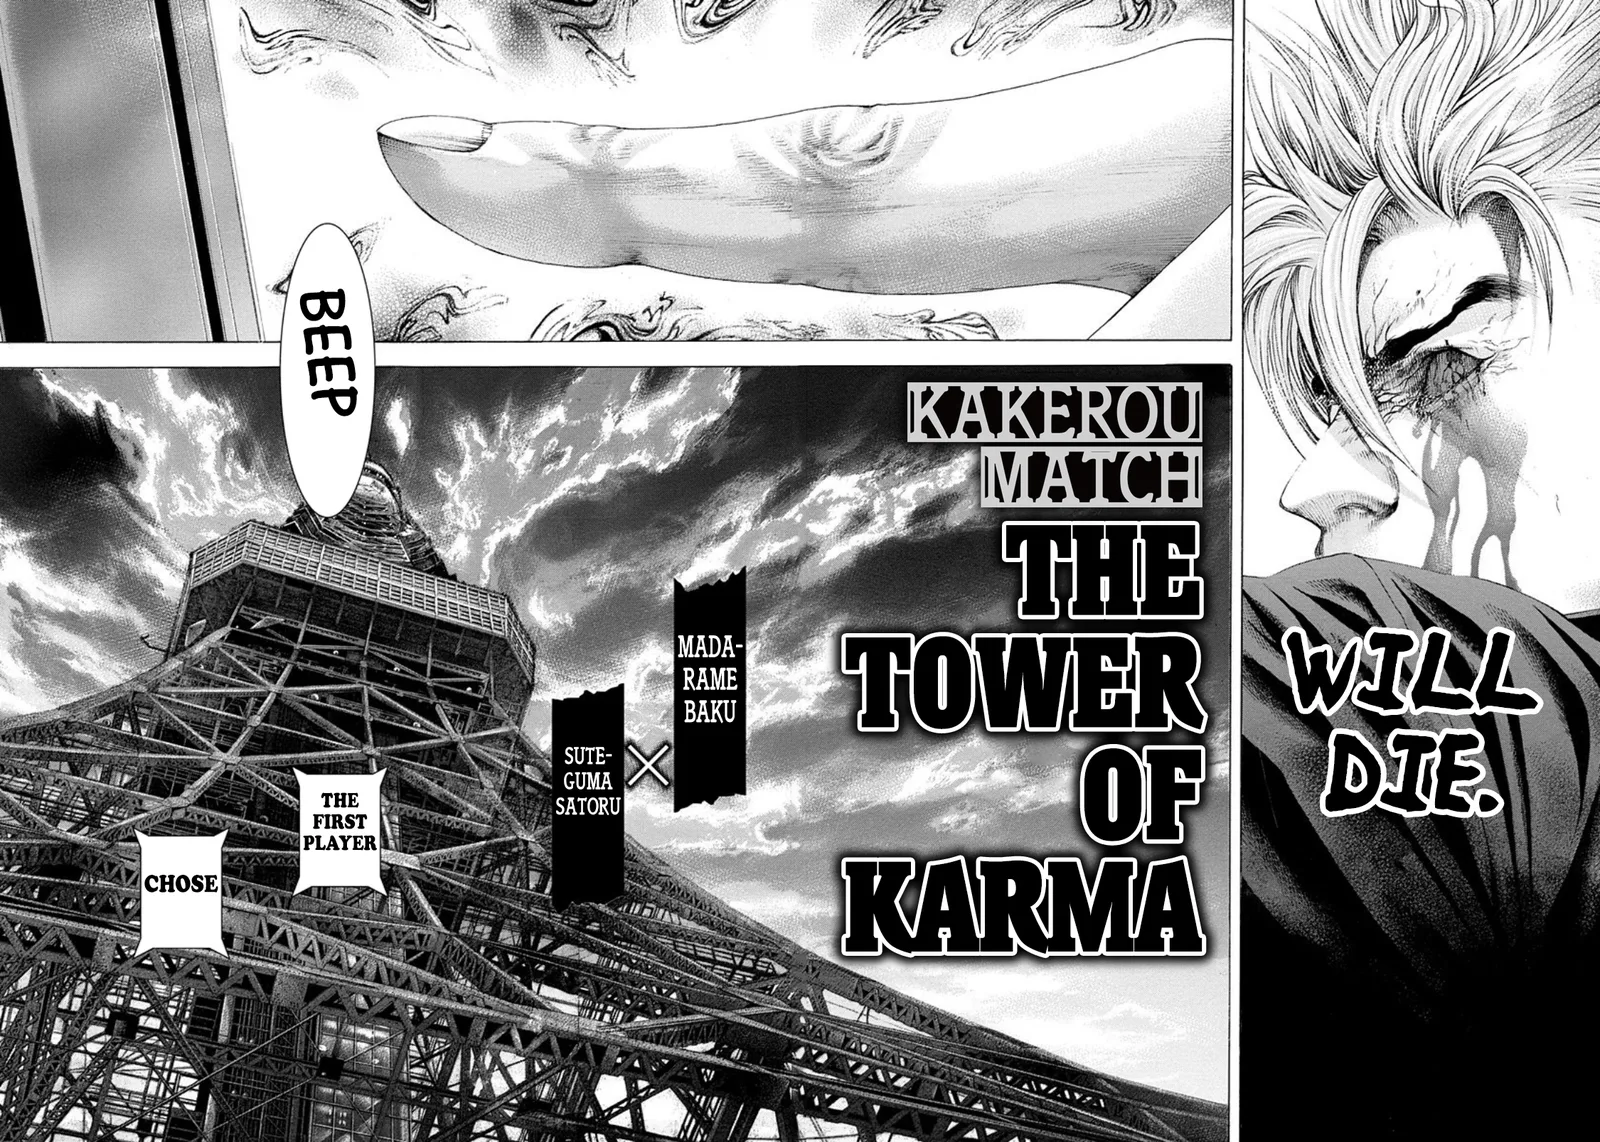 WILL
DIE.
BEEP
KAKEROU
MATCH
THE
TOWER
OF
KARMA
MADA-
RAME
BAKU
×
SUTE-
GUMA
SATORU
THE
FIRST
PLAYER
CHOSE